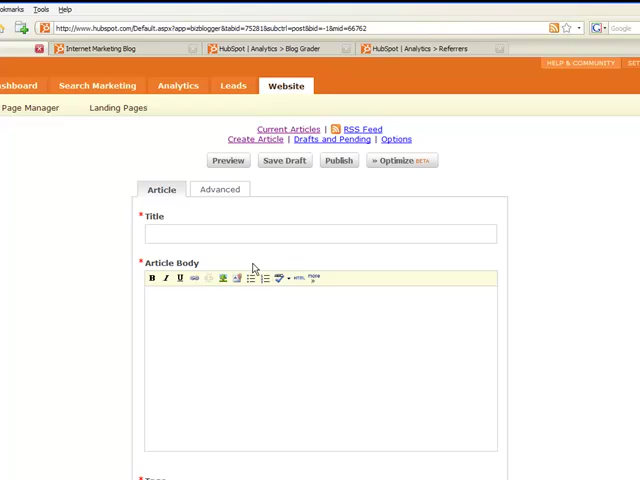 okmarks Tools Help
http://www.hubspot.com/Default.aspx?app=bizblogger&tabid=75281&subctrl=post&bid=-1&mid=66762
Internet Marketing Blog HubSpot | Analytics > Blog Grader HubSpot | Analytics > Referrers
HELP & COMMUNITY SET
shboard Search Marketing Analytics Leads Website
Page Manager Landing Pages
Current Articles | RSS Feed
Create Article | Drafts and Pending | Options
Preview Save Draft Publish » Optimize BETA
Article Advanced
* Title
* Article Body
B I U HTML more »